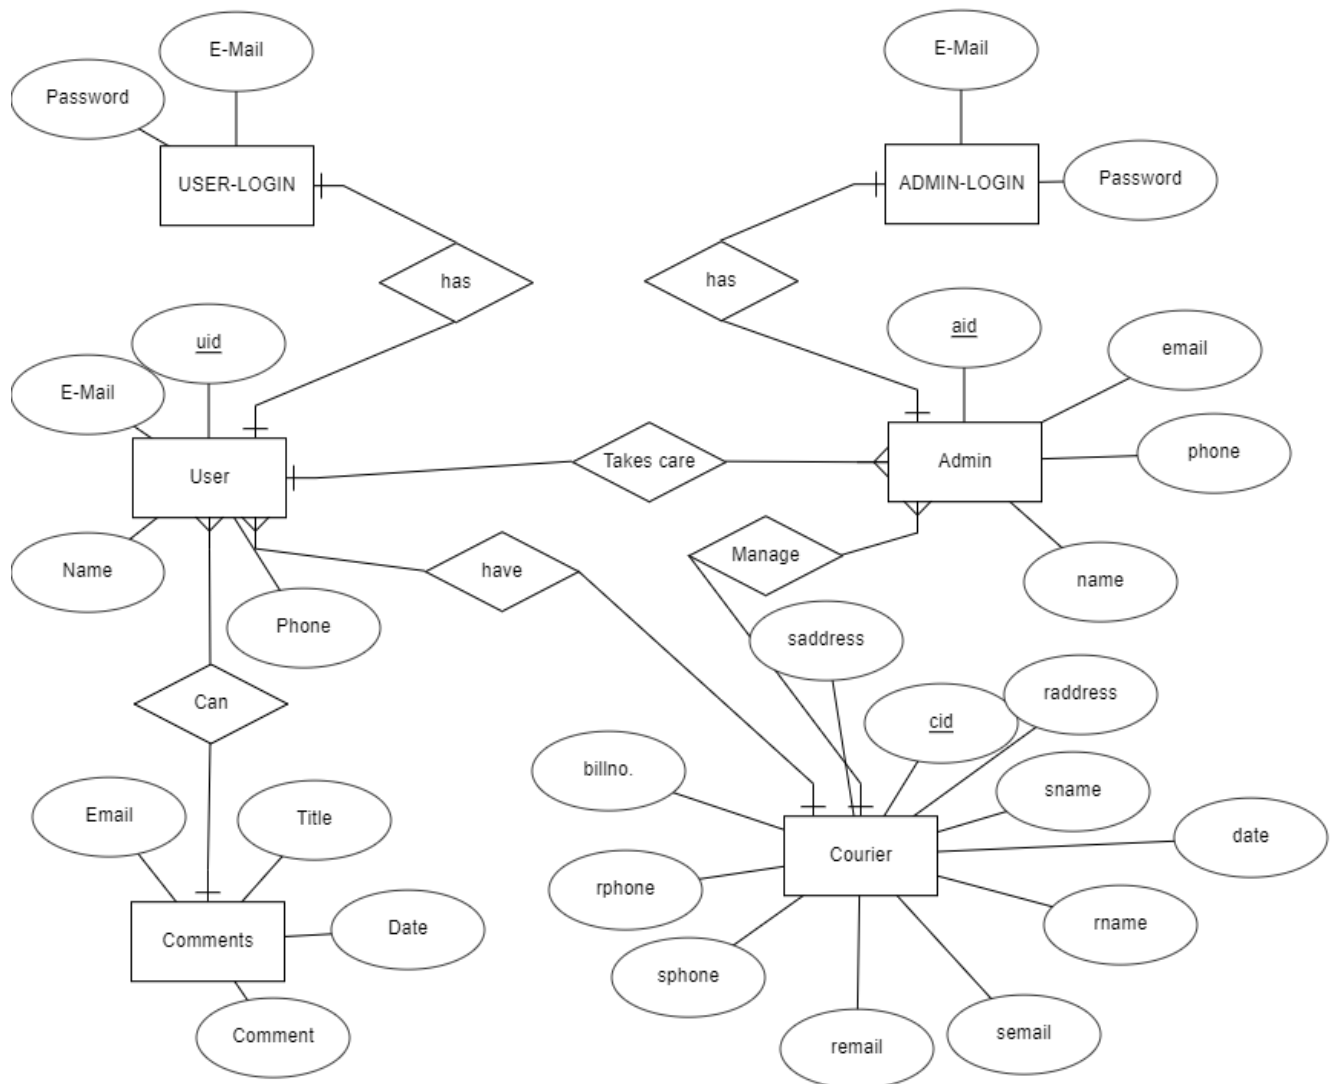 E-Mail
E-Mail
Password
USER-LOGIN
ADMIN-LOGIN
Password
has
has
uid
aid
email
E-Mail
User
Takes care
Admin
phone
Manage
Name
have
name
Phone
saddress
raddress
Can
cid
billno.
sname
Email
Title
date
Courier
rphone
rname
Date
Comments
sphone
Comment
remail
semail